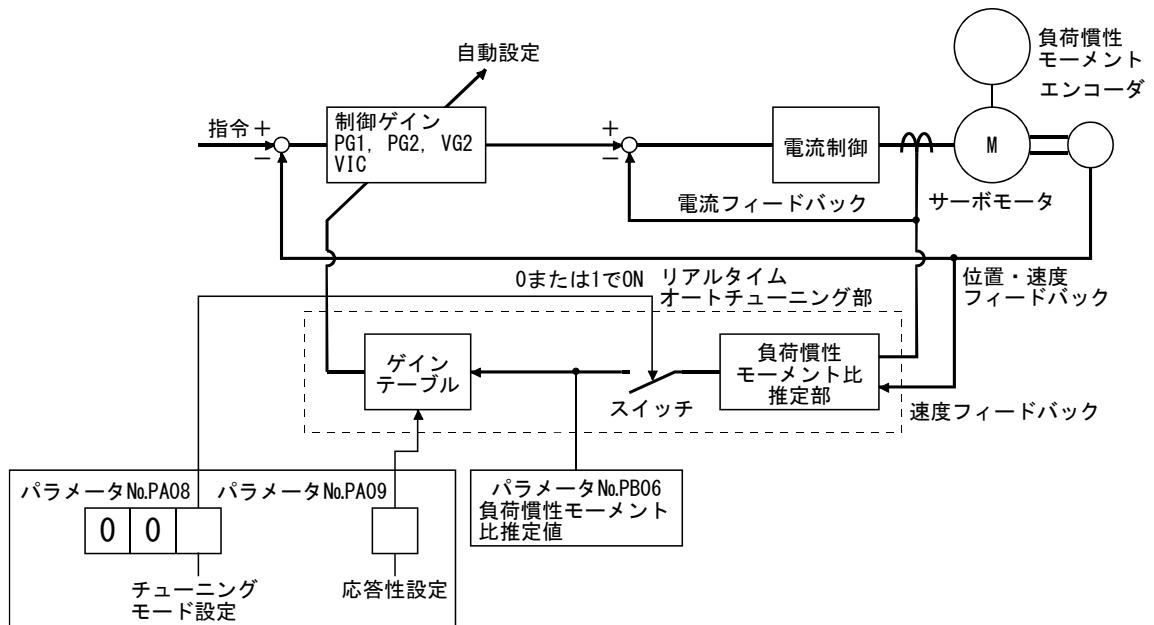 負荷慣性
モーメント
エンコーダ
自動設定
指令
+
−
制御ゲイン
PG1, PG2, VG2
VIC
+
−
電流制御
M
電流フィードバック
サーボモータ
0または1でON
リアルタイム
オートチューニング部
位置・速度
フィードバック
ゲイン
テーブル
スイッチ
負荷慣性
モーメント比
推定部
速度フィードバック
パラメータNo.PA08
パラメータNo.PA09
パラメータNo.PB06
負荷慣性モーメント
比推定値
0 0
チューニング
モード設定
応答性設定